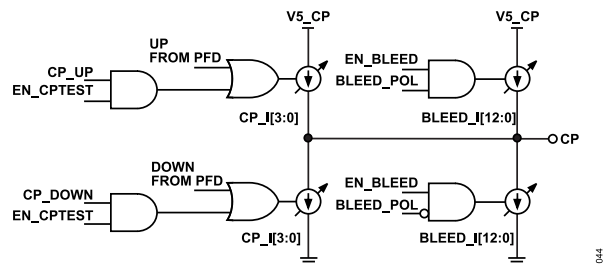 V5_CP
V5_CP
UP
FROM PFD
CP_UP
EN_CPTEST
EN_BLEED
BLEED_POL
CP_I[3:0]
BLEED_I[12:0]
CP
DOWN
FROM PFD
CP_DOWN
EN_CPTEST
EN_BLEED
BLEED_POL
CP_I[3:0]
BLEED_I[12:0]
044